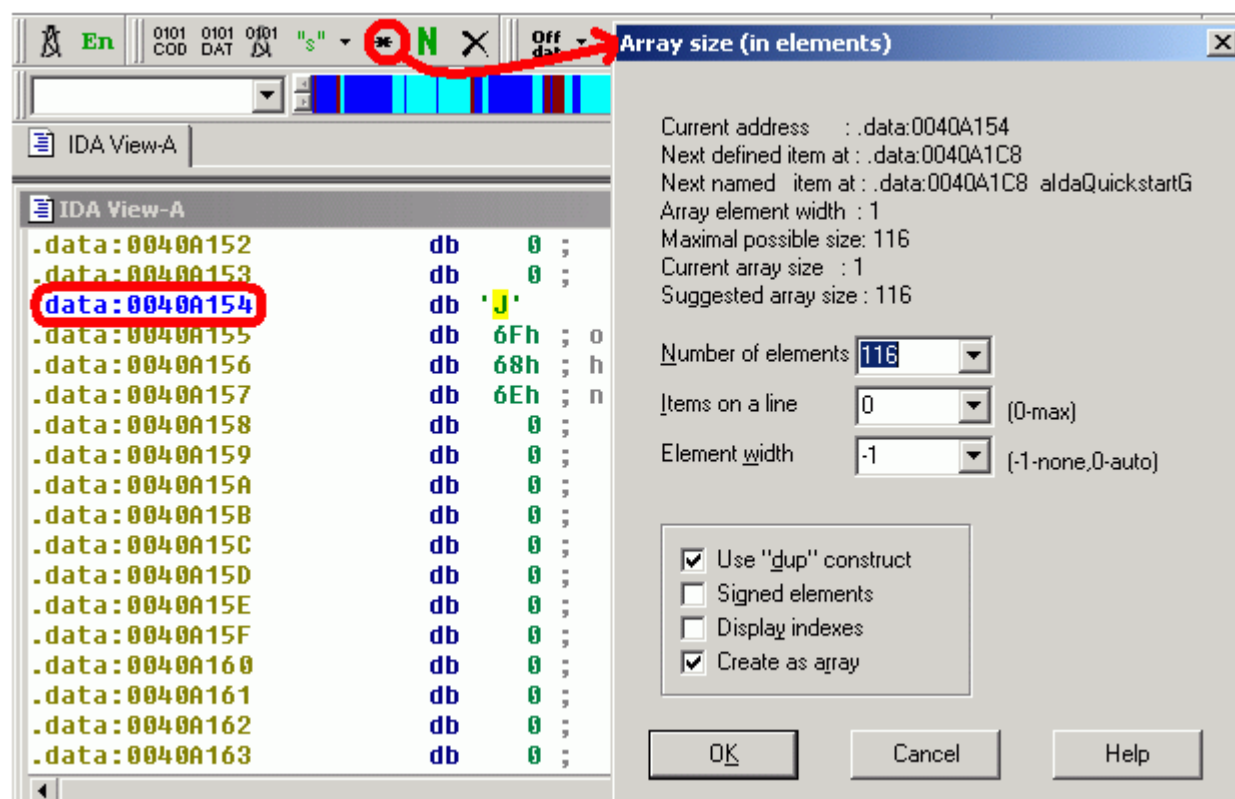 En
0101 COD
0101 DAT
0101
"s"
*
N
Off dat
Array size (in elements)
IDA View-A
IDA View-A
.data:0040A152 db 0 ;
.data:0040A153 db 0 ;
data:0040A154 db 'J'
.data:0040A155 db 6Fh ; o
.data:0040A156 db 68h ; h
.data:0040A157 db 6Eh ; n
.data:0040A158 db 0 ;
.data:0040A159 db 0 ;
.data:0040A15A db 0 ;
.data:0040A15B db 0 ;
.data:0040A15C db 0 ;
.data:0040A15D db 0 ;
.data:0040A15E db 0 ;
.data:0040A15F db 0 ;
.data:0040A160 db 0 ;
.data:0040A161 db 0 ;
.data:0040A162 db 0 ;
.data:0040A163 db 0 ;
Current address : .data:0040A154
Next defined item at : .data:0040A1C8
Next named item at : .data:0040A1C8 aIdaQuickstartG
Array element width : 1
Maximal possible size: 116
Current array size : 1
Suggested array size : 116
Number of elements 116
Items on a line 0 (0-max)
Element width -1 (-1-none,0-auto)
Use "dup" construct
Signed elements
Display indexes
Create as array
OK
Cancel
Help